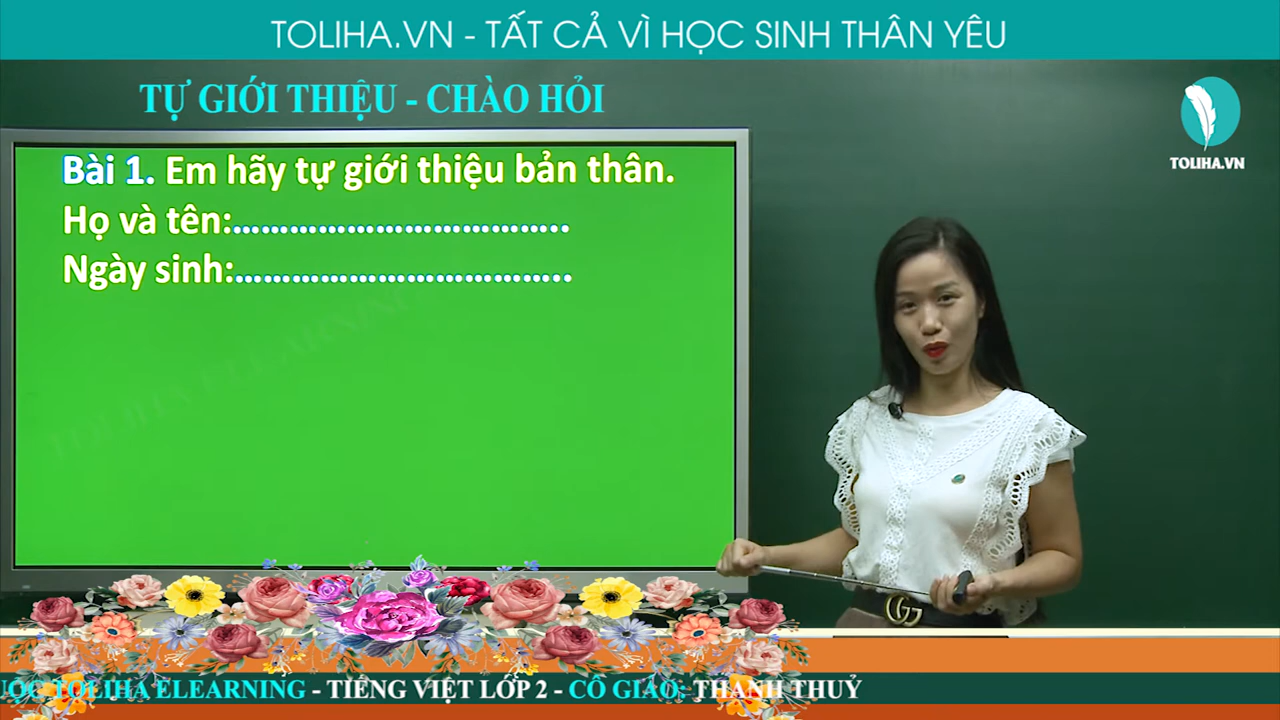 TOLIHA.VN - TẤT CẢ VÌ HỌC SINH THÂN YÊU
TỰ GIỚI THIỆU - CHÀO HỎI
TOLIHA.VN
Bài 1. Em hãy tự giới thiệu bản thân.
Họ và tên:...................................
Ngày sinh:...................................
TOLIHA ELEARNING - TIẾNG VIỆT LỚP 2 - CÔ GIÁO: THANH THUỶ